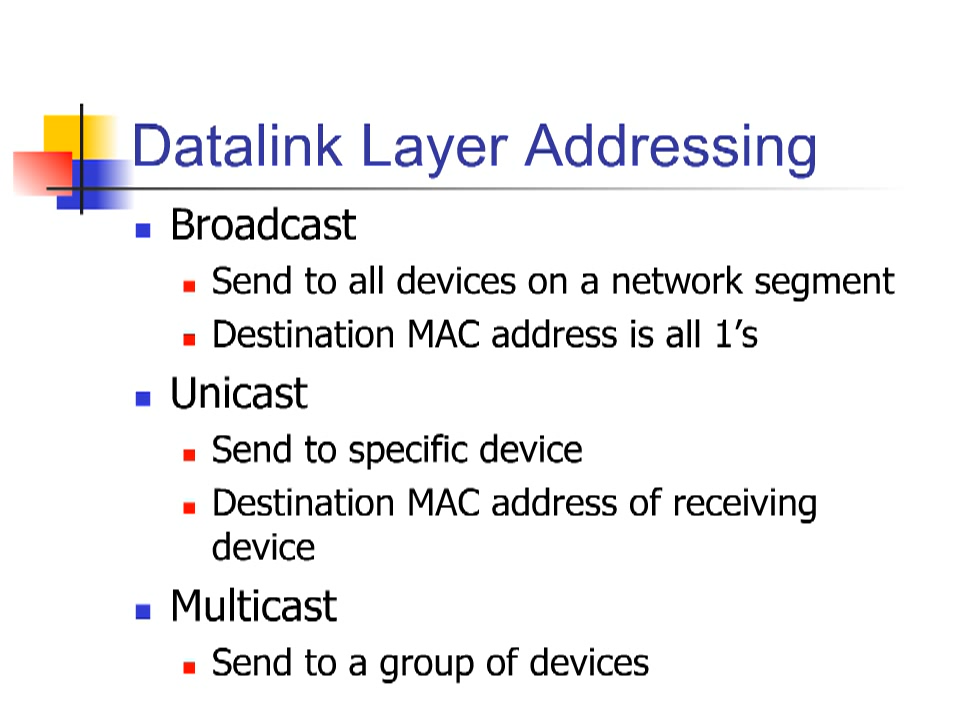 Datalink Layer Addressing
Broadcast
Send to all devices on a network segment
Destination MAC address is all 1’s
Unicast
Send to specific device
Destination MAC address of receiving
device
Multicast
Send to a group of devices